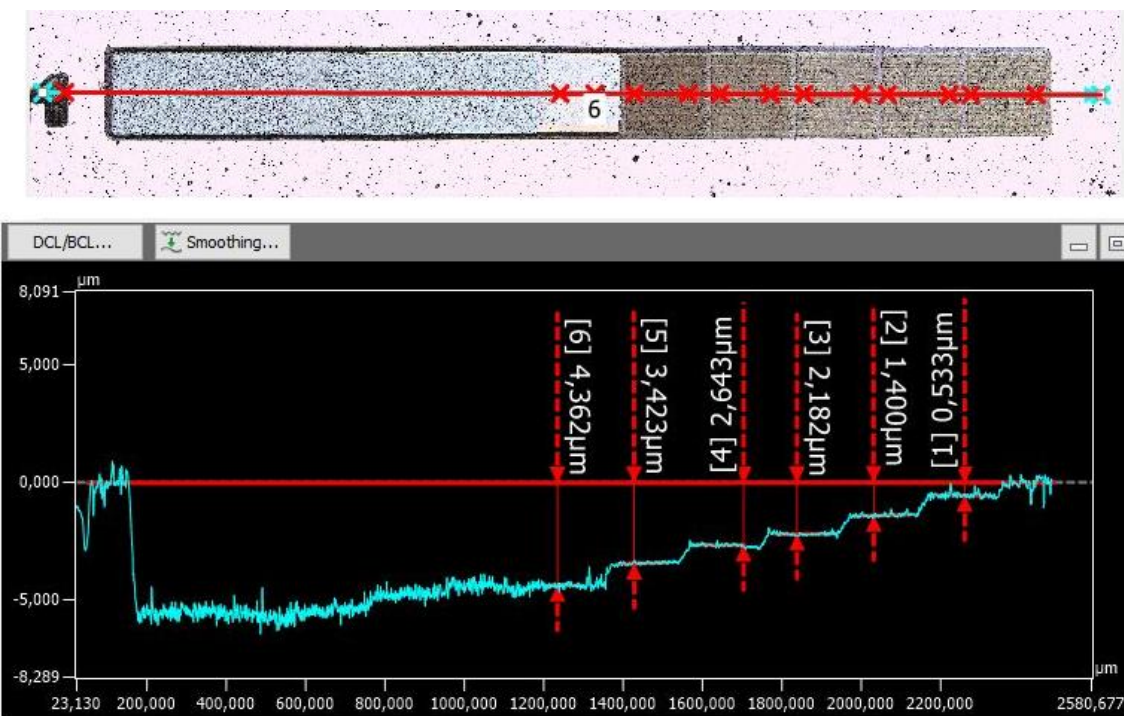 6
DCL/BCL...
Smoothing...
µm
8,091
5,000
0,000
-5,000
-8,289
[6] 4,362µm
[5] 3,423µm
[4] 2,643µm
[3] 2,182µm
[2] 1,400µm
[1] 0,533µm
µm
23,130 200,000 400,000 600,000 800,000 1000,000 1200,000 1400,000 1600,000 1800,000 2000,000 2200,000 2580,677